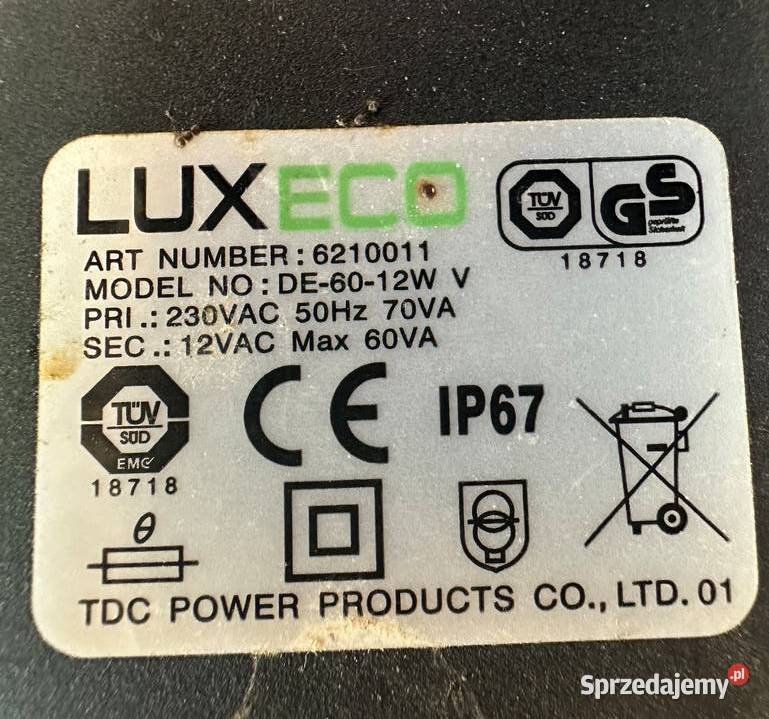 LUXECO
TÜV
SÜD
GS
geprüfte
Sicherheit
18718
ART NUMBER: 6210011
MODEL NO: DE-60-12W V
PRI .: 230VAC 50Hz 70VA
SEC .: 12VAC Max 60VA
TÜV
SÜD
EMC
18718
CE
IP67
θ
TDC POWER PRODUCTS CO., LTD. 01
Sprzedajemy.pl